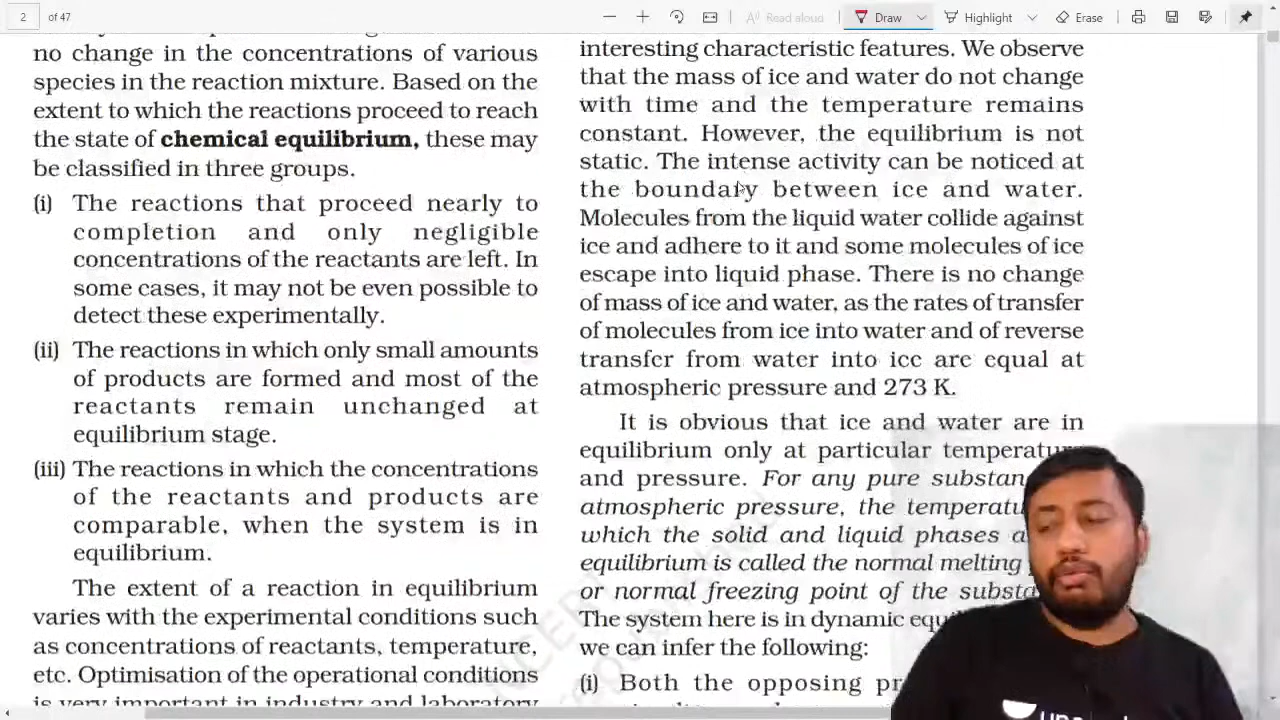 2
of 47
Read aloud
Draw
Highlight
Erase
no change in the concentrations of various
species in the reaction mixture. Based on the
extent to which the reactions proceed to reach
the state of chemical equilibrium, these may
be classified in three groups.
(i) The reactions that proceed nearly to
completion and only negligible
concentrations of the reactants are left. In
some cases, it may not be even possible to
detect these experimentally.
(ii) The reactions in which only small amounts
of products are formed and most of the
reactants remain unchanged at
equilibrium stage.
(iii) The reactions in which the concentrations
of the reactants and products are
comparable, when the system is in
equilibrium.
The extent of a reaction in equilibrium
varies with the experimental conditions such
as concentrations of reactants, temperature,
etc. Optimisation of the operational conditions
is very important in industry and laboratory
interesting characteristic features. We observe
that the mass of ice and water do not change
with time and the temperature remains
constant. However, the equilibrium is not
static. The intense activity can be noticed at
the boundary between ice and water.
Molecules from the liquid water collide against
ice and adhere to it and some molecules of ice
escape into liquid phase. There is no change
of mass of ice and water, as the rates of transfer
of molecules from ice into water and of reverse
transfer from water into ice are equal at
atmospheric pressure and 273 K.
It is obvious that ice and water are in
equilibrium only at particular temperature
and pressure. For any pure substan
atmospheric pressure, the temperatu
which the solid and liquid phases a
equilibrium is called the normal melting
or normal freezing point of the substa
The system here is in dynamic equ
we can infer the following:
(i) Both the opposing pr